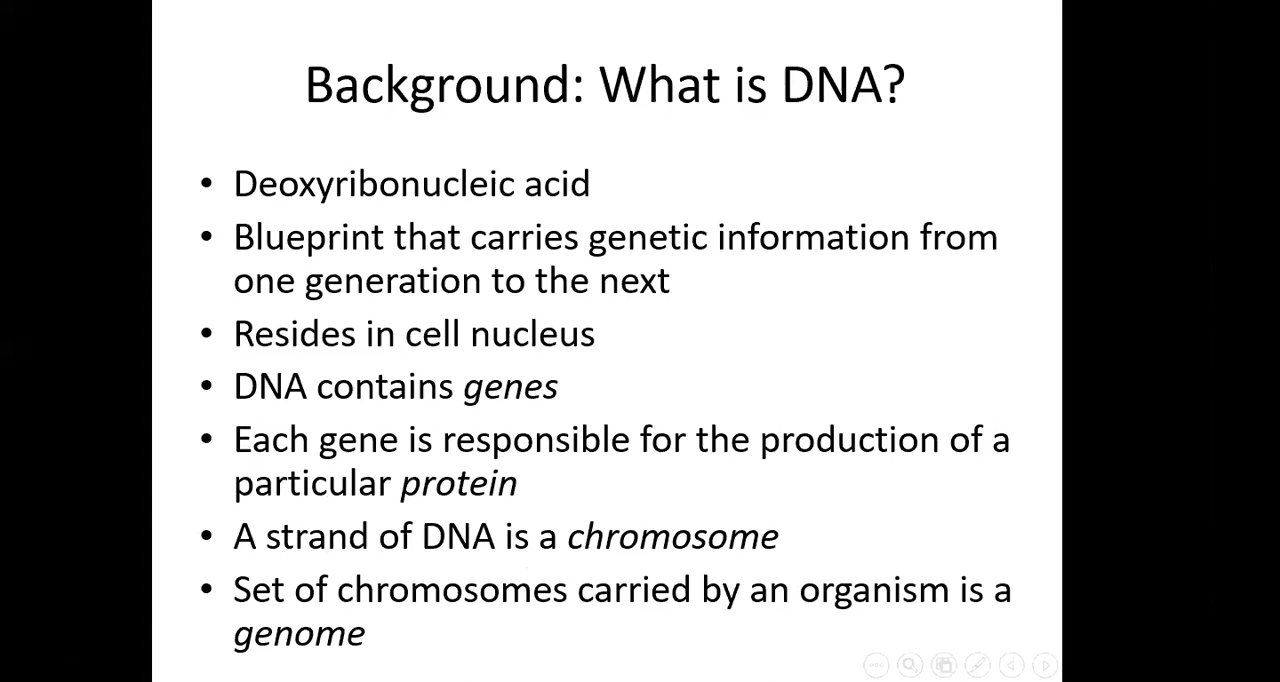 Background: What is DNA?
• Deoxyribonucleic acid
• Blueprint that carries genetic information from
one generation to the next
• Resides in cell nucleus
• DNA contains genes
• Each gene is responsible for the production of a
particular protein
• A strand of DNA is a chromosome
• Set of chromosomes carried by an organism is a
genome